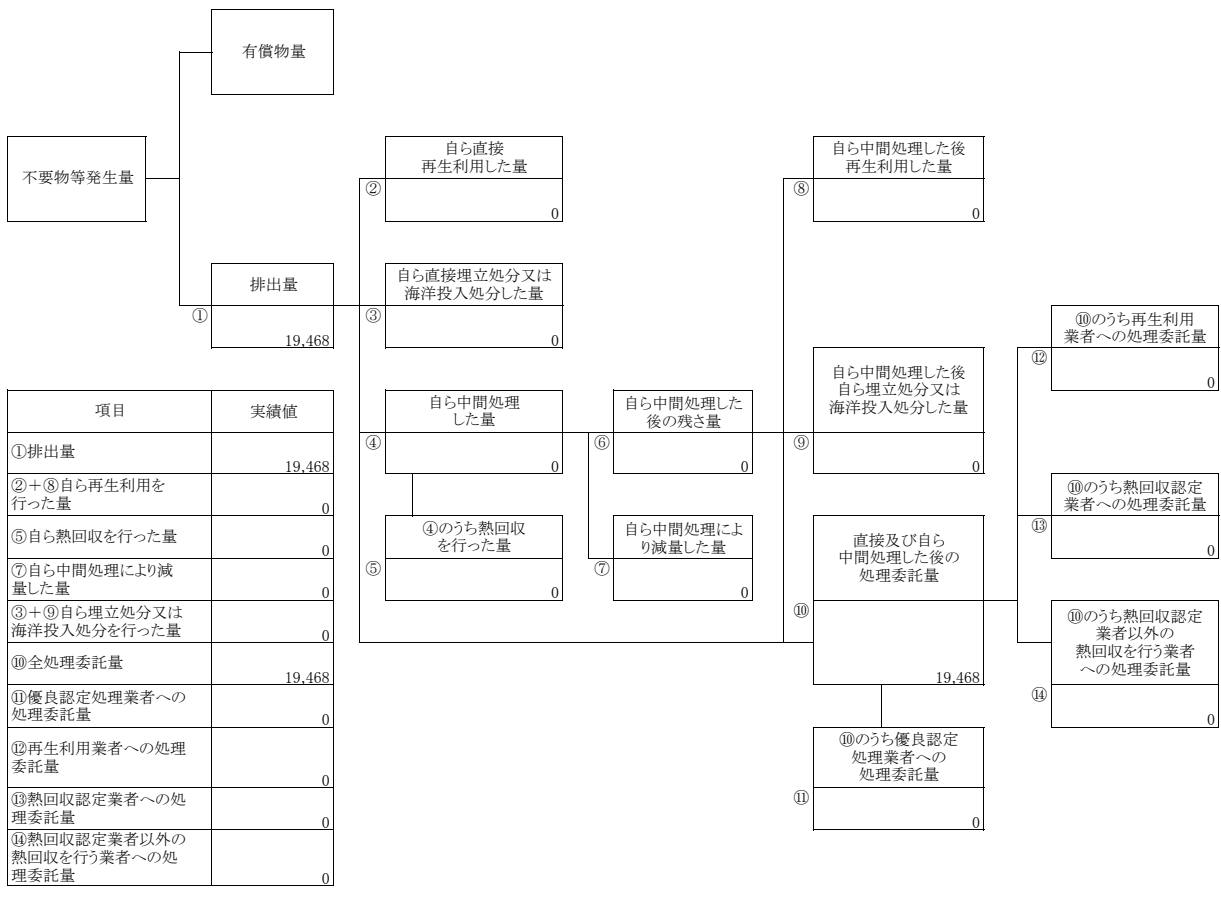 有償物量
不要物等発生量
自ら直接
再生利用した量
②
0
自ら中間処理した後
再生利用した量
⑧
0
排出量
①
19,468
自ら直接埋立処分又は
海洋投入処分した量
③
0
⑩のうち再生利用
業者への処理委託量
⑫
0
自ら中間処理
した量
④
0
自ら中間処理した
後の残さ量
⑥
0
自ら中間処理した後
自ら埋立処分又は
海洋投入処分した量
⑨
0
⑩のうち熱回収認定
業者への処理委託量
⑬
0
④のうち熱回収
を行った量
⑤
0
自ら中間処理によ
り減量した量
⑦
0
直接及び自ら
中間処理した後の
処理委託量
⑩
19,468
⑩のうち熱回収認定
業者以外の
熱回収を行う業者
への処理委託量
⑭
0
⑩のうち優良認定
処理業者への
処理委託量
⑪
0
項目 実績値
①排出量
19,468
②+⑧自ら再生利用を
行った量
0
⑤自ら熱回収を行った量
0
⑦自ら中間処理により減
量した量
0
③+⑨自ら埋立処分又は
海洋投入処分を行った量
0
⑩全処理委託量
19,468
⑪優良認定処理業者への
処理委託量
0
⑫再生利用業者への処理
委託量
0
⑬熱回収認定業者への処
理委託量
0
⑭熱回収認定業者以外の
熱回収を行う業者への処
理委託量
0